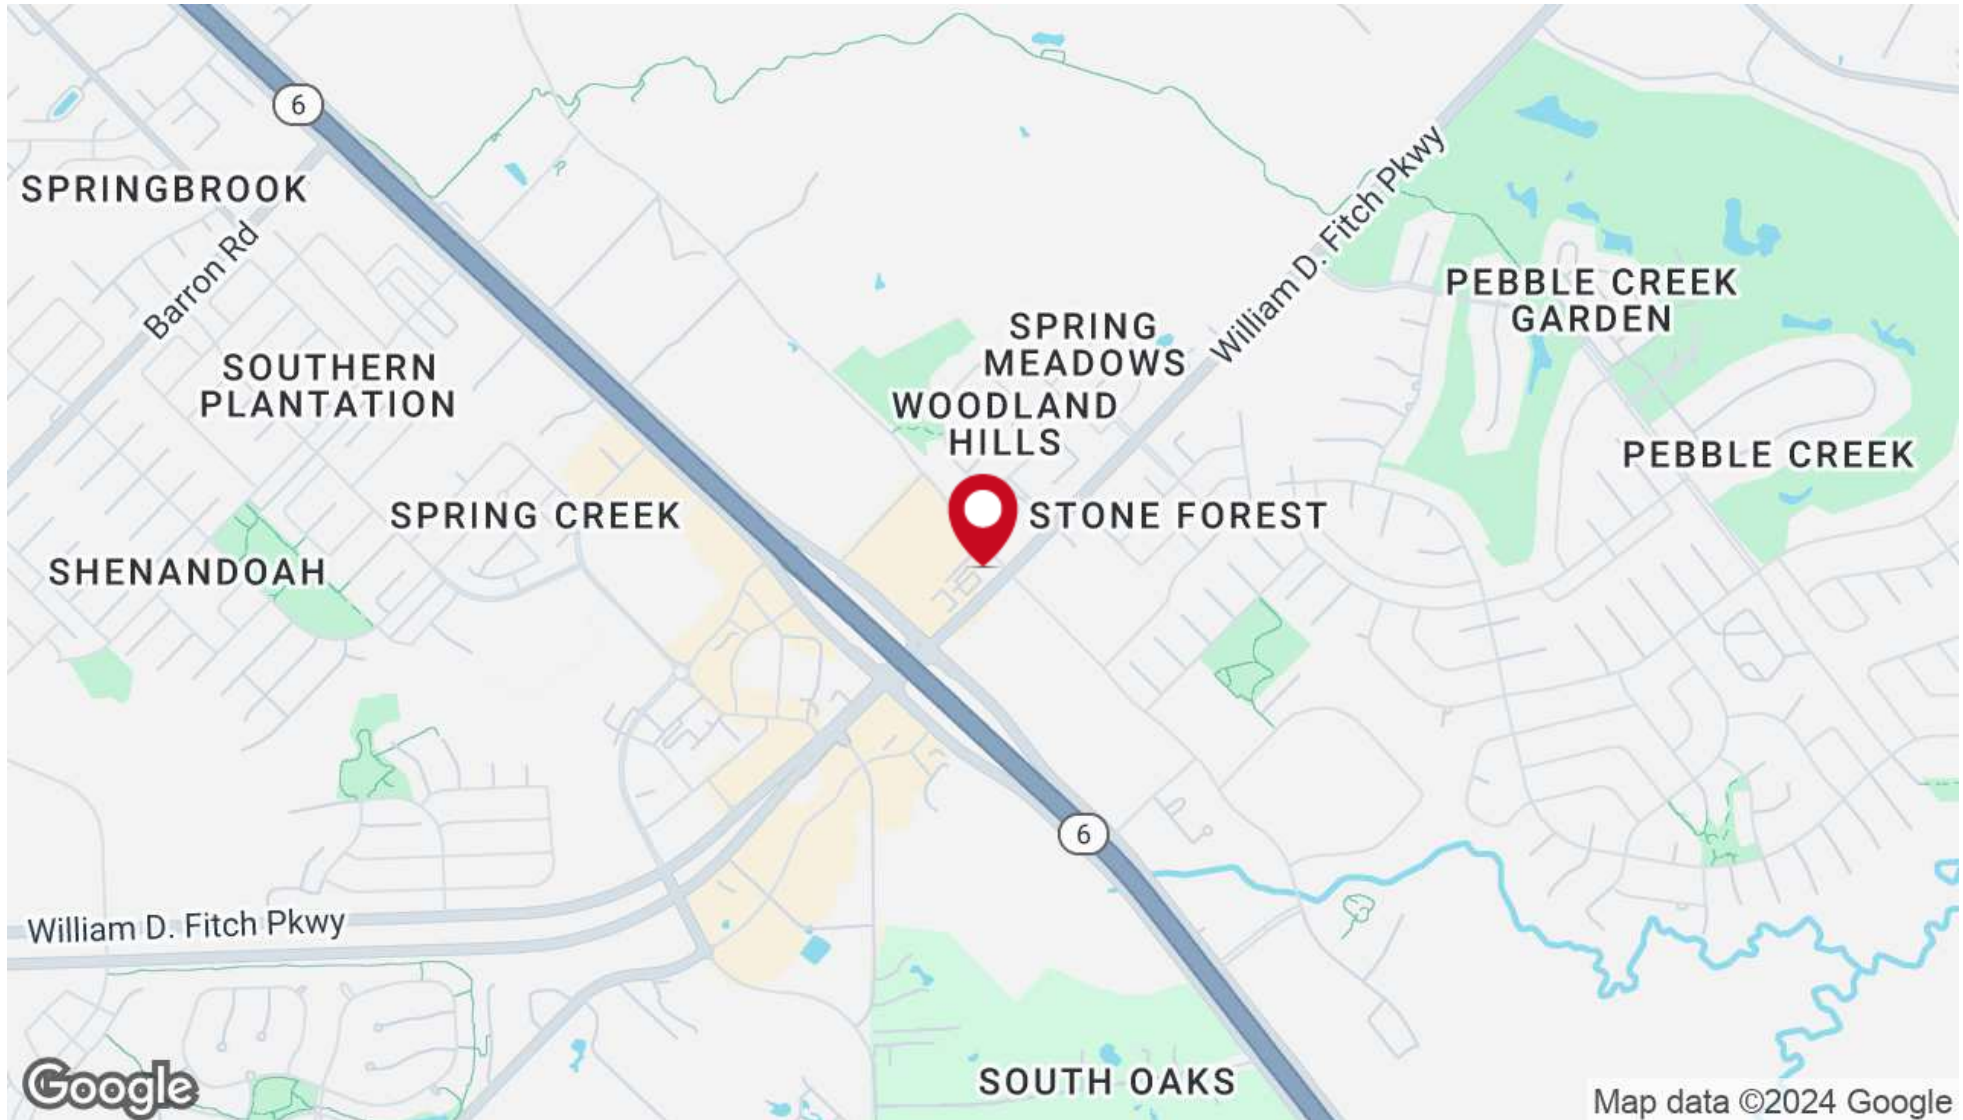 6
SPRINGBROOK
Barron Rd
William D. Fitch Pkwy
PEBBLE CREEK
GARDEN
SPRING
MEADOWS
SOUTHERN
PLANTATION
WOODLAND
HILLS
PEBBLE CREEK
SPRING CREEK
STONE FOREST
SHENANDOAH
6
William D. Fitch Pkwy
SOUTH OAKS
Google
Map data ©2024 Google